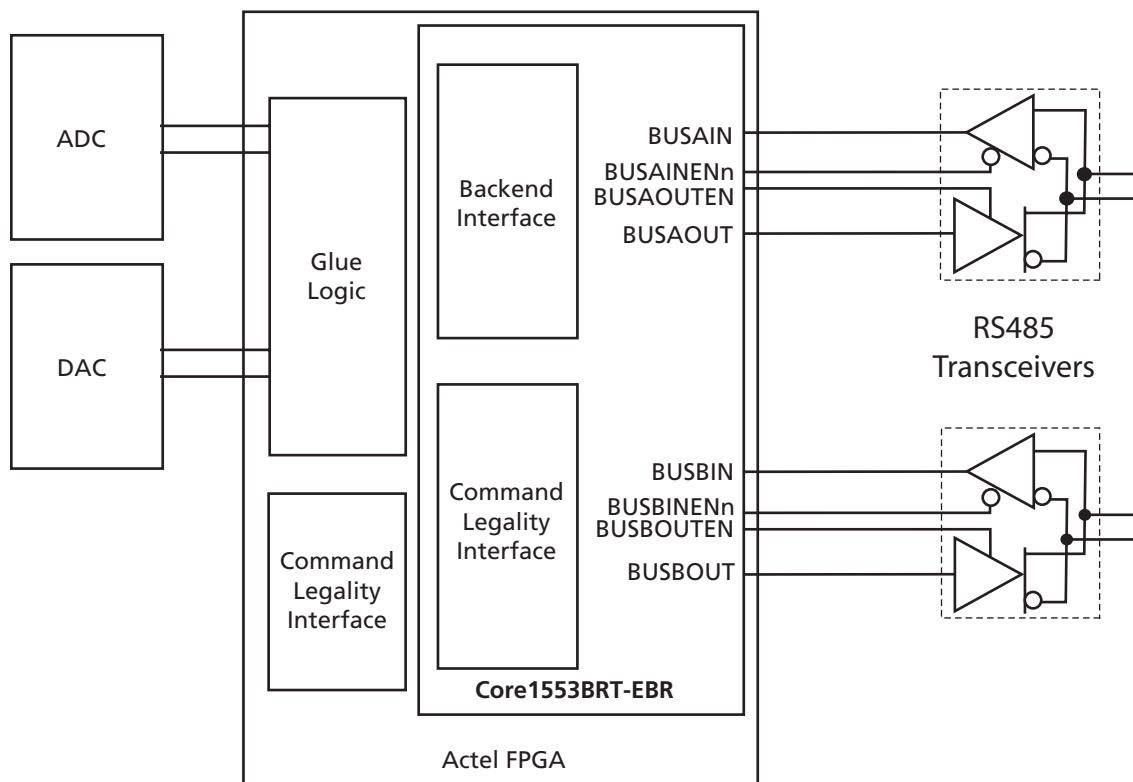 ADC
DAC
Glue
Logic
Command
Legality
Interface
Backend
Interface
Command
Legality
Interface
BUSAIN
BUSAINENn
BUSAOUTEN
BUSAOUT
BUSBIN
BUSBINENn
BUSBOUTEN
BUSBOUT
Core1553BRT-EBR
Actel FPGA
RS485
Transceivers